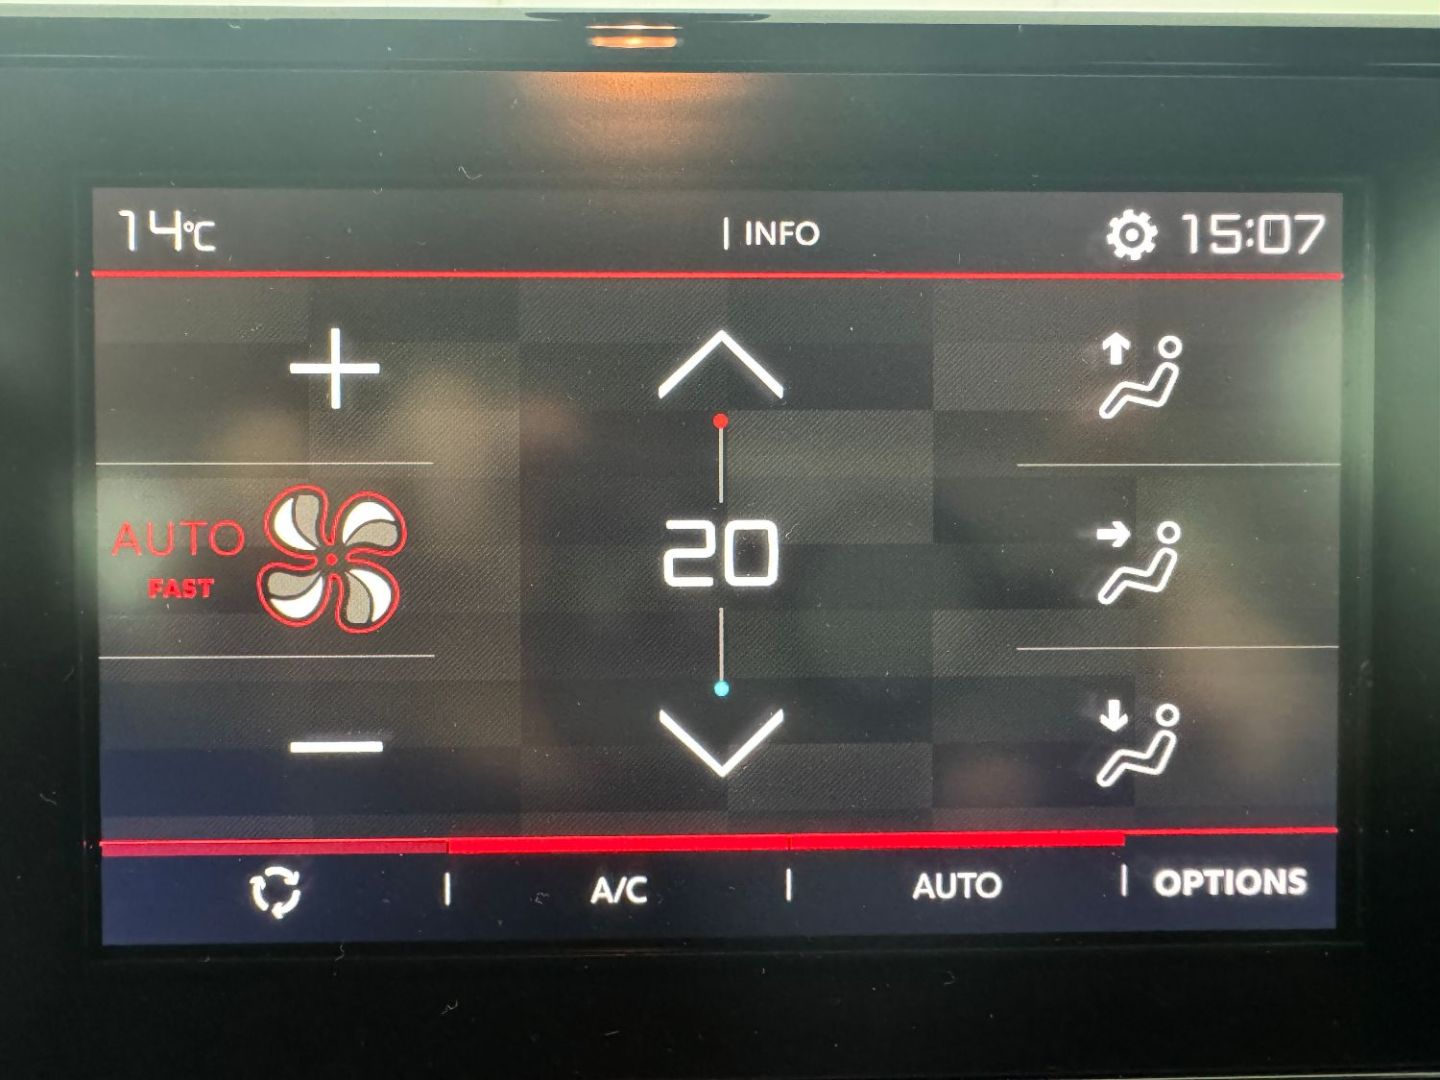 14°C
| INFO
15:07
AUTO
FAST
20
A/C
AUTO
OPTIONS